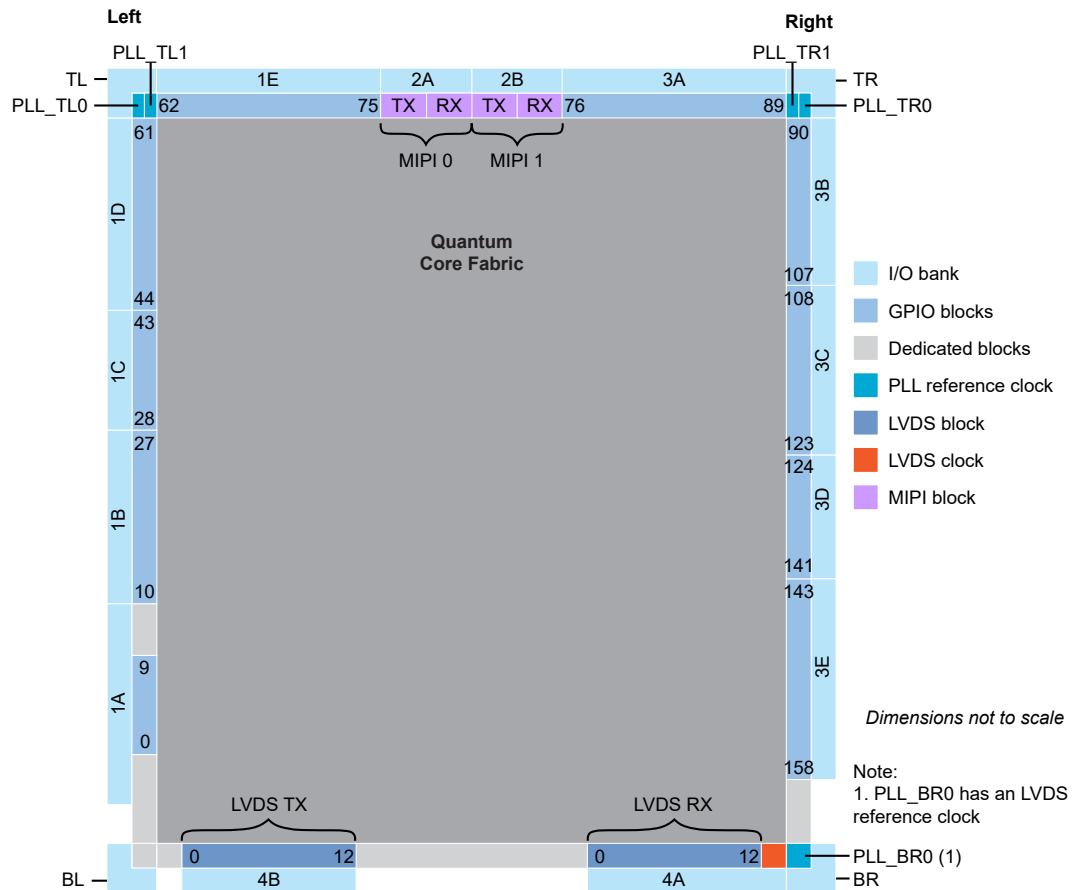 Left
Right
PLL_TL1
PLL_TR1
TL
1E
2A
2B
3A
TR
PLL_TL0
62
75
TX
RX
TX
RX
76
89
PLL_TR0
61
90
MIPI 0
MIPI 1
1D
3B
Quantum
Core Fabric
44
107
43
108
1C
3C
28
123
27
124
1B
3D
10
141
143
9
1A
3E
0
158
I/O bank
GPIO blocks
Dedicated blocks
PLL reference clock
LVDS block
LVDS clock
MIPI block
Dimensions not to scale
Note:
1. PLL_BR0 has an LVDS
reference clock
LVDS TX
LVDS RX
0
12
0
12
PLL_BR0 (1)
BL
4B
4A
BR